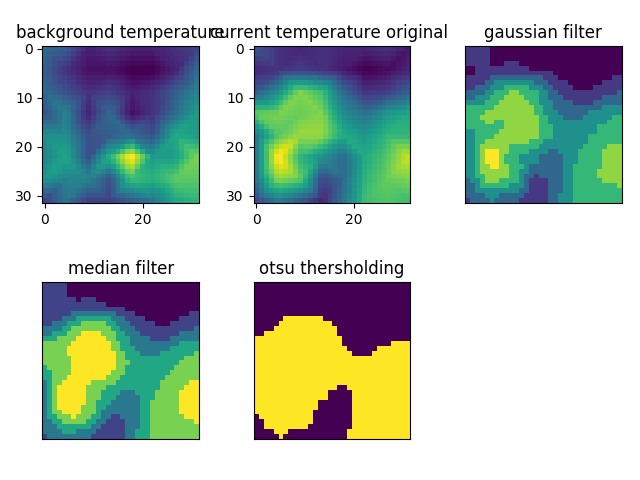 background temperature
current temperature original
gaussian filter
0
10
20
30
0
20
0
10
20
30
0
20
median filter
otsu thersholding